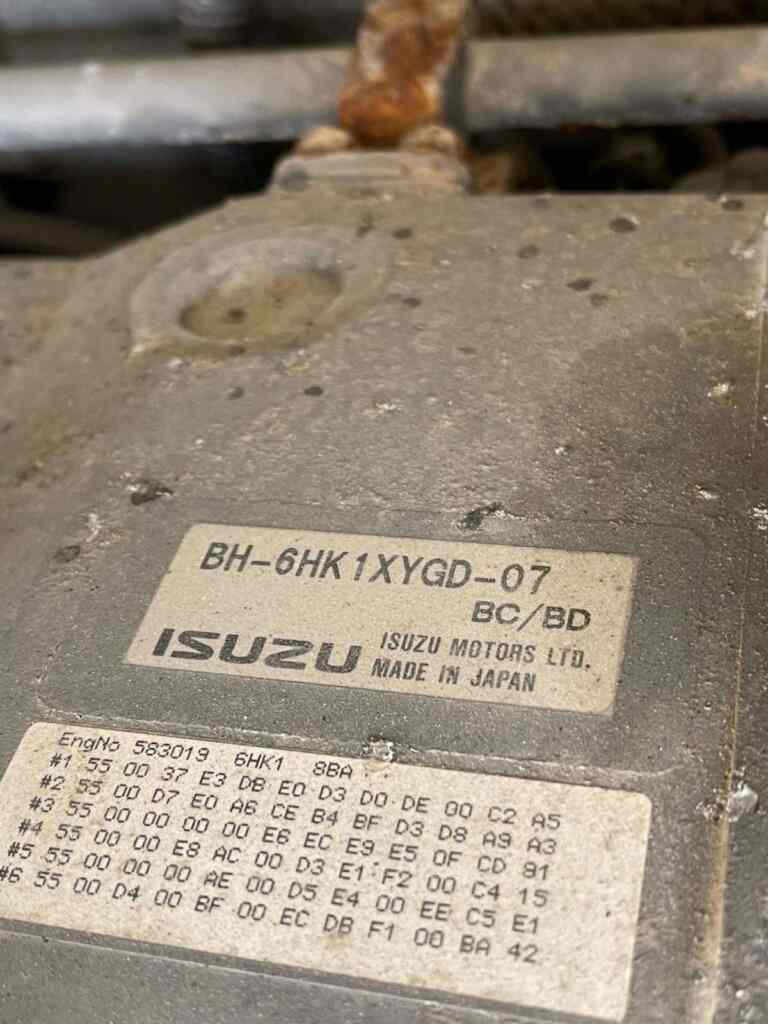 BH-6HK1XYGD-07
BC/BD
ISUZU ISUZU MOTORS LTD.
MADE IN JAPAN
EngNo 583019 6HK1 8BA
#1 55 00 37 E3 DB E0 D3 D0 DE 00 C2 A5
#2 55 00 D7 E0 A6 CE B4 BF D3 D8 A9 A3
#3 55 00 00 00 00 E6 EC E9 E5 0F CD 91
#4 55 00 00 E8 AC 00 D3 E1 F2 00 C4 15
#5 55 00 00 00 AE 00 D5 E4 00 EE C5 E1
#6 55 00 D4 00 BF 00 EC DB F1 00 BA 42